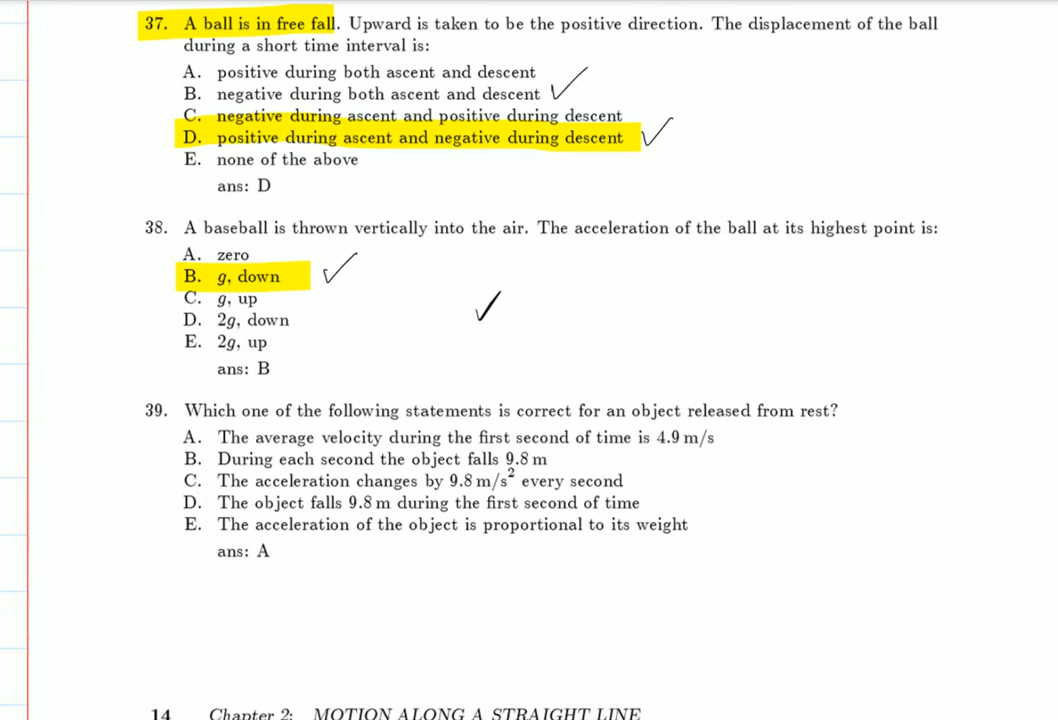 37. A ball is in free fall. Upward is taken to be the positive direction. The displacement of the ball
during a short time interval is:
A. positive during both ascent and descent
B. negative during both ascent and descent
C. negative during ascent and positive during descent
D. positive during ascent and negative during descent
E. none of the above
ans: D
38. A baseball is thrown vertically into the air. The acceleration of the ball at its highest point is:
A. zero
B. g, down
C. g, up
D. 2g, down
E. 2g, up
ans: B
39. Which one of the following statements is correct for an object released from rest?
A. The average velocity during the first second of time is 4.9 m/s
B. During each second the object falls 9.8 m
C. The acceleration changes by 9.8 m/s² every second
D. The object falls 9.8 m during the first second of time
E. The acceleration of the object is proportional to its weight
ans: A
14 Chapter 2: MOTION ALONG A STRAIGHT LINE